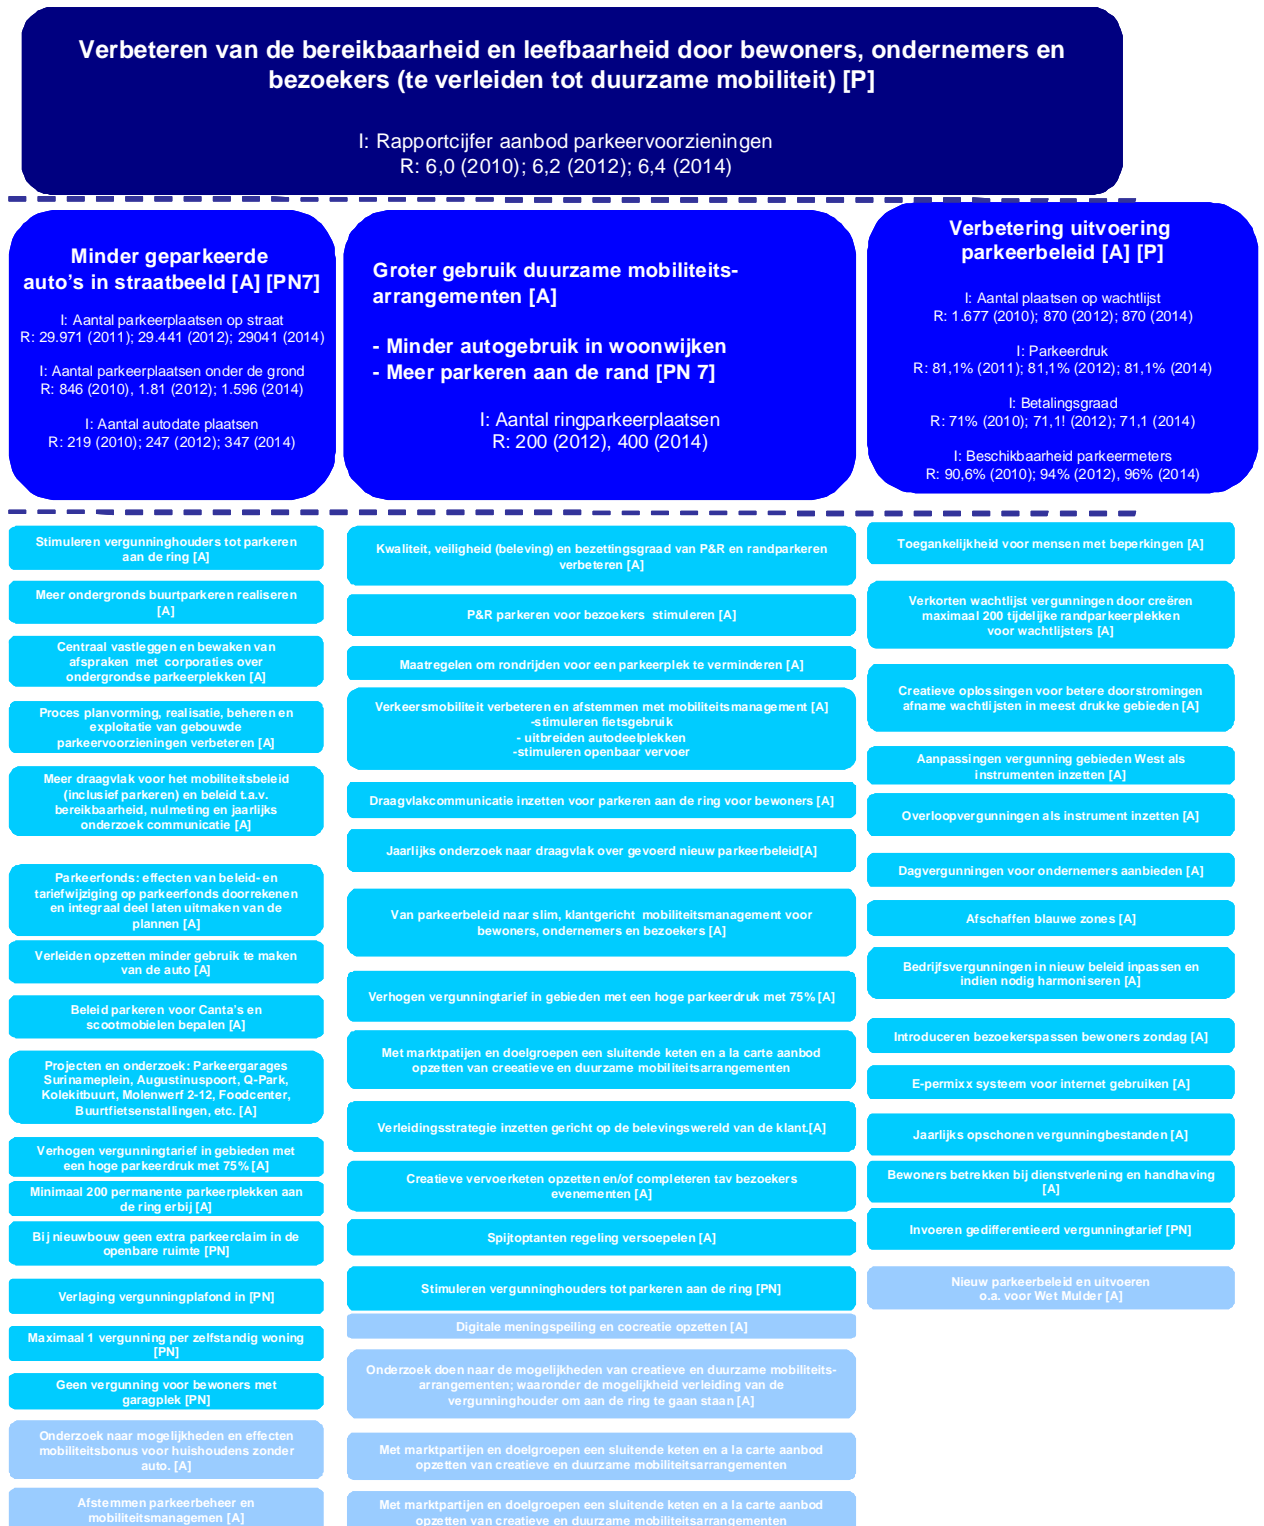 Verbeteren van de bereikbaarheid en leefbaarheid door bewoners, ondernemers en
bezoekers (te verleiden tot duurzame mobiliteit) [P]
I: Rapportcijfer aanbod parkeervoorzieningen
R: 6,0 (2010); 6,2 (2012); 6,4 (2014)
Minder geparkeerde
auto's in straatbeeld [A] [PN7]
I: Aantal parkeerplaatsen op straat
R: 29.971 (2011); 29.441 (2012); 29041 (2014)
I: Aantal parkeerplaatsen onder de grond
R: 846 (2010), 1.81 (2012); 1.596 (2014)
I: Aantal autodate plaatsen
R: 219 (2010); 247 (2012); 347 (2014)
Groter gebruik duurzame mobiliteits-
arrangementen [A]
- Minder autogebruik in woonwijken
- Meer parkeren aan de rand [PN 7]
I: Aantal ringparkeerplaatsen
R: 200 (2012), 400 (2014)
Verbetering uitvoering
parkeerbeleid [A] [P]
I: Aantal plaatsen op wachtlijst
R: 1.677 (2010); 870 (2012); 870 (2014)
I: Parkeerdruk
R: 81,1% (2011); 81,1% (2012); 81,1% (2014)
I: Betalingsgraad
R: 71% (2010); 71,1! (2012); 71,1 (2014)
I: Beschikbaarheid parkeermeters
R: 90,6% (2010); 94% (2012), 96% (2014)
Stimuleren vergunninghouders tot parkeren
aan de ring [A]
Meer ondergronds buurtparkeren realiseren
[A]
Centraal vastleggen en bewaken van
afspraken met corporaties over
ondergrondse parkeerplekken [A]
Proces planvorming, realisatie, beheren en
exploitatie van gebouwde
parkeervoorzieningen verbeteren [A]
Meer draagvlak voor het mobiliteitsbeleid
(inclusief parkeren) en beleid t.a.v.
bereikbaarheid, nulmeting en jaarlijks
onderzoek communicatie [A]
Parkeerfonds: effecten van beleid- en
tariefwijziging op parkeerfonds doorrekenen
en integraal deel laten uitmaken van de
plannen [A]
Verleiden opzetten minder gebruik te maken
van de auto [A]
Beleid parkeren voor Canta's en
scootmobielen bepalen [A]
Projecten en onderzoek: Parkeergarages
Surinameplein, Augustinuspoort, Q-Park,
Kolekitbuurt, Molenwerf 2-12, Foodcenter,
Buurtfietsenstallingen, etc. [A]
Verhogen vergunningtarief in gebieden met
een hoge parkeerdruk met 75% [A]
Minimaal 200 permanente parkeerplekken aan
de ring erbij [A]
Bij nieuwbouw geen extra parkeerclaim in de
openbare ruimte [PN]
Verlaging vergunningplafond in [PN]
Maximaal 1 vergunning per zelfstandig woning
[PN]
Geen vergunning voor bewoners met
garagplek [PN]
Onderzoek naar mogelijkheden en effecten
mobiliteitsbonus voor huishoudens zonder
auto. [A]
Afstemmen parkeerbeheer en
mobiliteitsmanagemen [A]
Kwaliteit, veiligheid (beleving) en bezettingsgraad van P&R en randparkeren
verbeteren [A]
P&R parkeren voor bezoekers stimuleren [A]
Maatregelen om rondrijden voor een parkeerplek te verminderen [A]
Verkeersmobiliteit verbeteren en afstemmen met mobiliteitsmanagement [A]
-stimuleren fietsgebruik
- uitbreiden autodeelplekken
-stimuleren openbaar vervoer
Draagvlakcommunicatie inzetten voor parkeren aan de ring voor bewoners [A]
Jaarlijks onderzoek naar draagvlak over gevoerd nieuw parkeerbeleid[A]
Van parkeerbeleid naar slim, klantgericht mobiliteitsmanagement voor
bewoners, ondernemers en bezoekers [A]
Verhogen vergunningtarief in gebieden met een hoge parkeerdruk met 75% [A]
Met marktpatijen en doelgroepen een sluitende keten en a la carte aanbod
opzetten van creeatieve en duurzame mobiliteitsarrangementen
Verleidingsstrategie inzetten gericht op de belevingswereld van de klant.[A]
Creatieve vervoerketen opzetten en/of completeren tav bezoekers
evenementen [A]
Spijtoptanten regeling versoepelen [A]
Stimuleren vergunninghouders tot parkeren aan de ring [PN]
Digitale meningspeiling en cocreatie opzetten [A]
Onderzoek doen naar de mogelijkheden van creatieve en duurzame mobiliteits-
arrangementen; waaronder de mogelijkheid verleiding van de
vergunninghouder om aan de ring te gaan staan [A]
Met marktpartijen en doelgroepen een sluitende keten en a la carte aanbod
opzetten van creatieve en duurzame mobiliteitsarrangementen
Met marktpartijen en doelgroepen een sluitende keten en a la carte aanbod
opzetten van creatieve en duurzame mobiliteitsarrangementen
Toegankelijkheid voor mensen met beperkingen [A]
Verkorten wachtlijst vergunningen door creëren
maximaal 200 tijdelijke randparkeerplekken
voor wachtlijsters [A]
Creatieve oplossingen voor betere doorstromingen
afname wachtlijsten in meest drukke gebieden [A]
Aanpassingen vergunning gebieden West als
instrumenten inzetten [A]
Overloopvergunningen als instrument inzetten [A]
Dagvergunningen voor ondernemers aanbieden [A]
Afschaffen blauwe zones [A]
Bedrijfsvergunningen in nieuw beleid inpassen en
indien nodig harmoniseren [A]
Introduceren bezoekerspassen bewoners zondag [A]
E-permixx systeem voor internet gebruiken [A]
Jaarlijks opschonen vergunningbestanden [A]
Bewoners betrekken bij dienstverlening en handhaving
[A]
Invoeren gedifferentieerd vergunningtarief [PN]
Nieuw parkeerbeleid en uitvoeren
o.a. voor Wet Mulder [A]